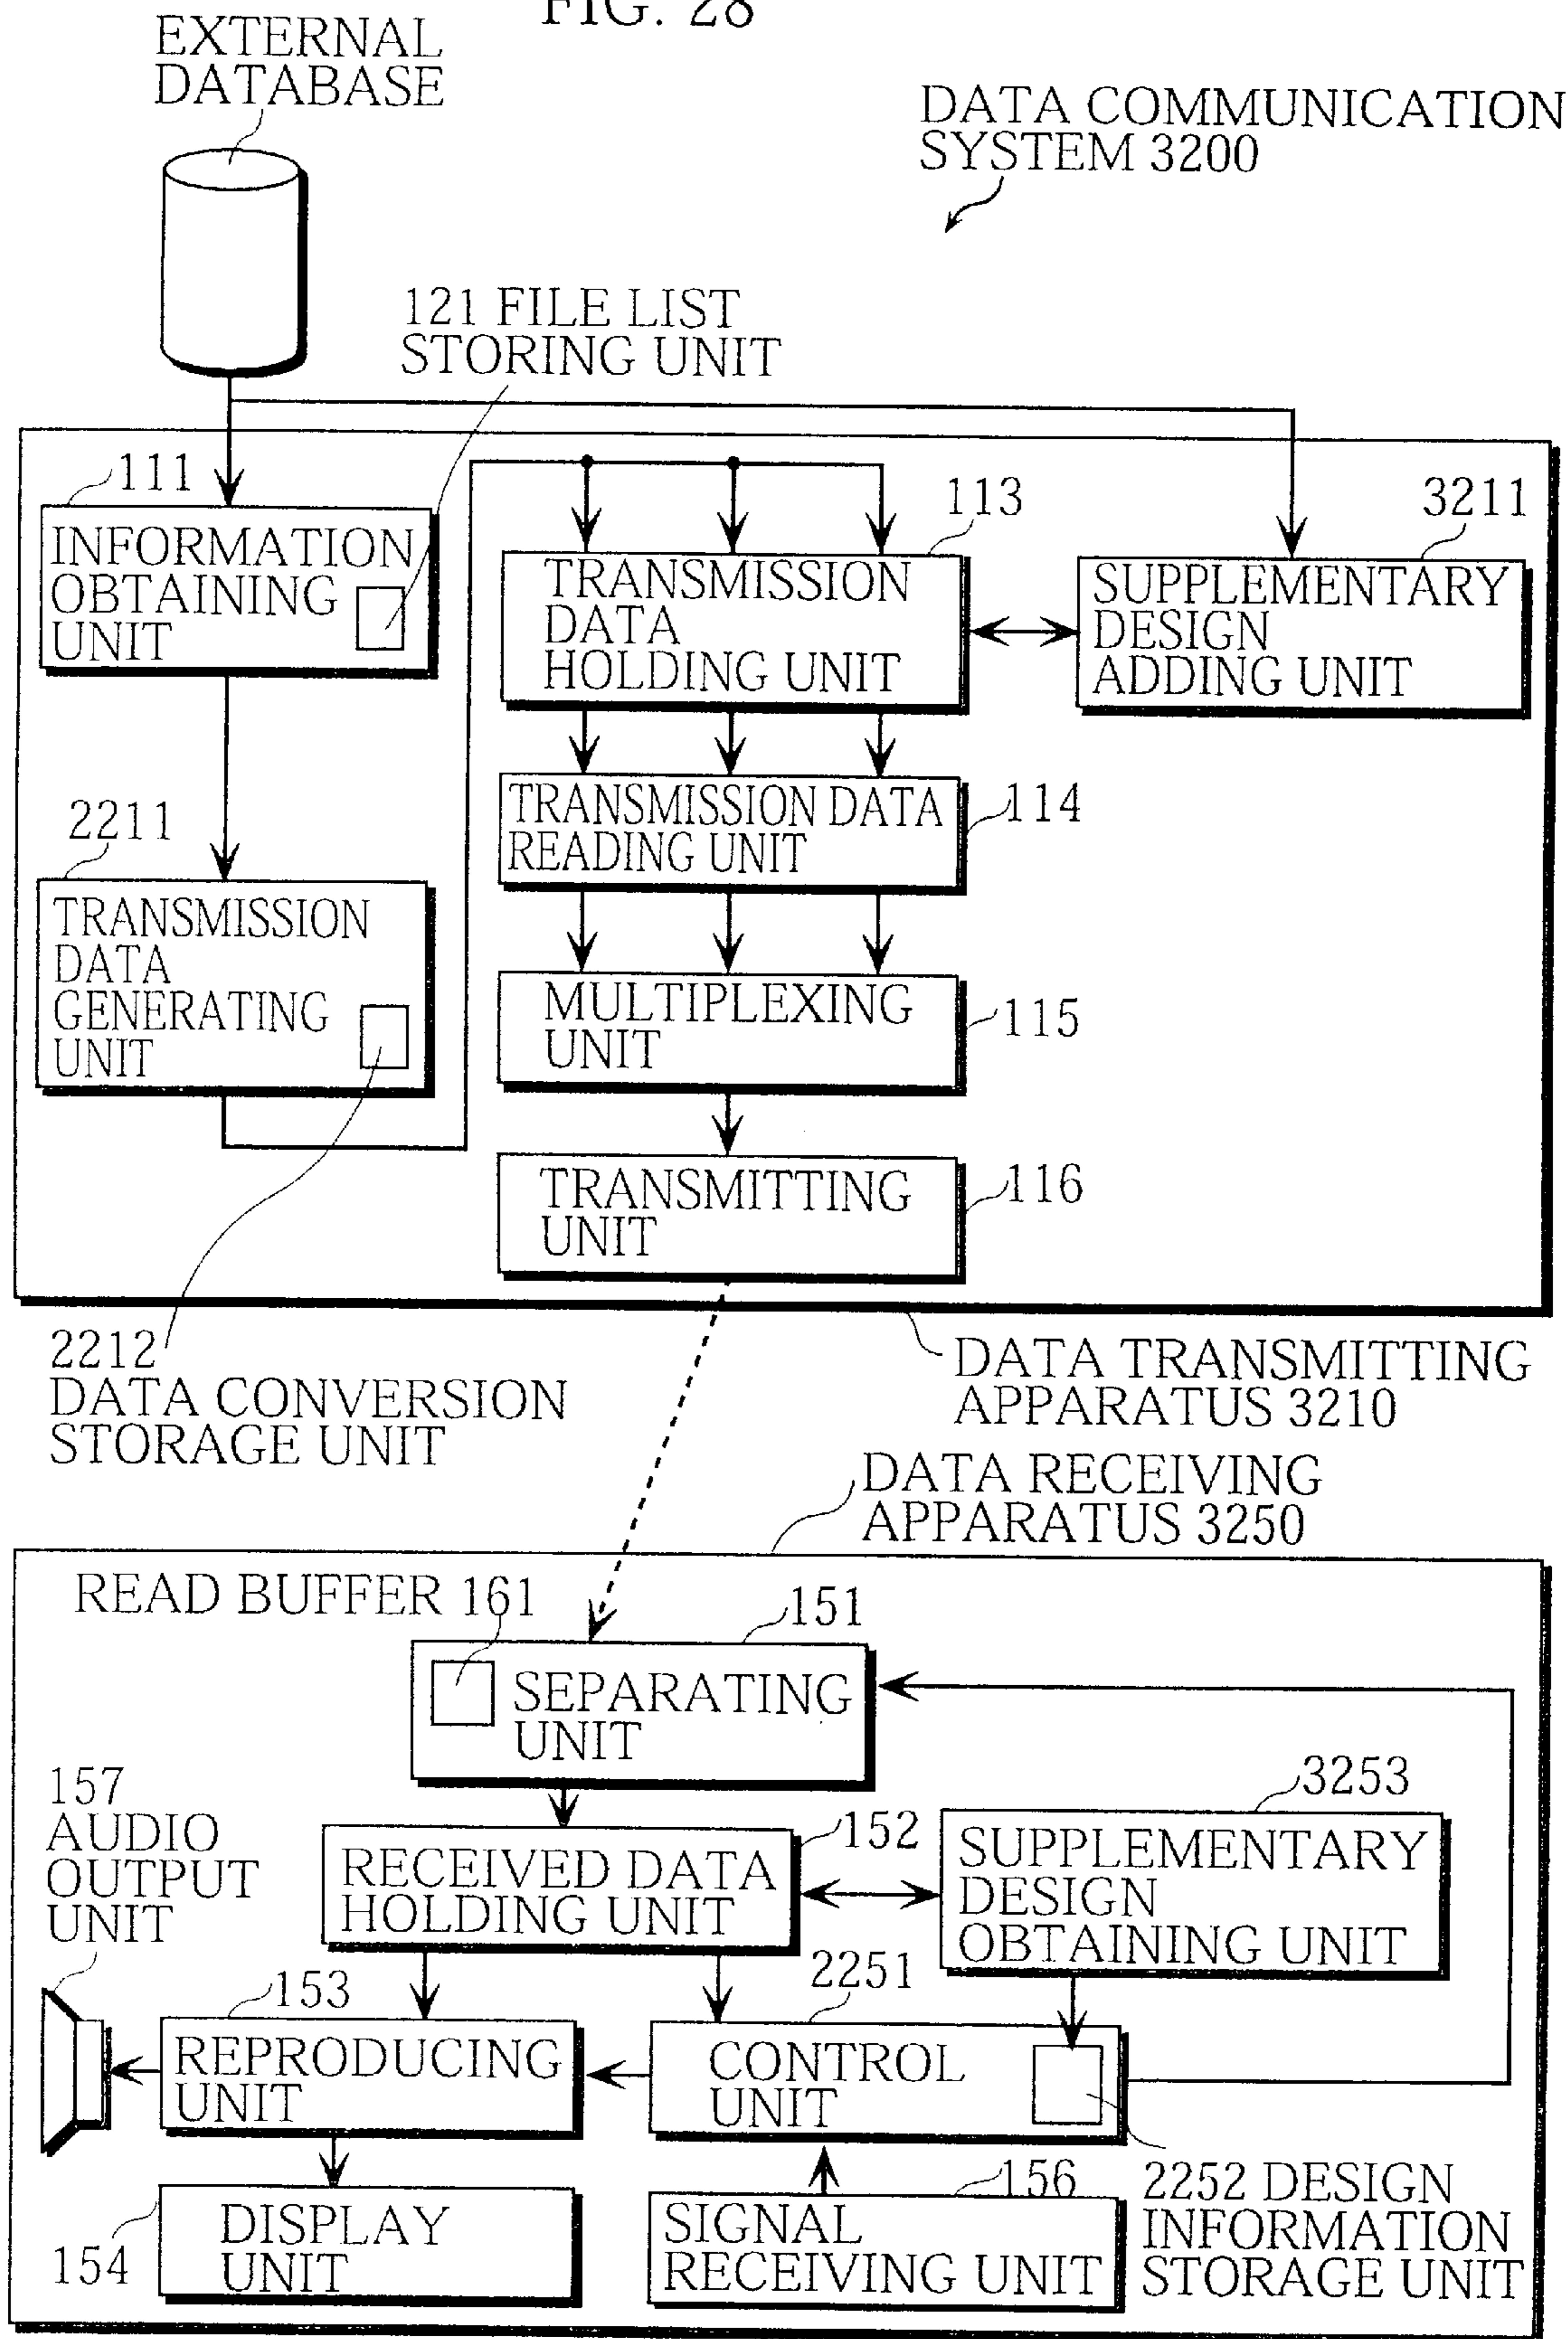 FIG. 28
EXTERNAL
DATABASE
DATA COMMUNICATION
SYSTEM 3200
121 FILE LIST
STORING UNIT
111
INFORMATION
OBTAINING
UNIT
113
TRANSMISSION
DATA
HOLDING UNIT
3211
SUPPLEMENTARY
DESIGN
ADDING UNIT
TRANSMISSION DATA
READING UNIT
114
2211
TRANSMISSION
DATA
GENERATING
UNIT
MULTIPLEXING
UNIT
115
TRANSMITTING
UNIT
116
2212
DATA CONVERSION
STORAGE UNIT
DATA TRANSMITTING
APPARATUS 3210
DATA RECEIVING
APPARATUS 3250
READ BUFFER 161
151
SEPARATING
UNIT
157
AUDIO
OUTPUT
UNIT
RECEIVED DATA
HOLDING UNIT
152
3253
SUPPLEMENTARY
DESIGN
OBTAINING UNIT
153
REPRODUCING
UNIT
2251
CONTROL
UNIT
154
DISPLAY
UNIT
156
SIGNAL
RECEIVING UNIT
2252 DESIGN
INFORMATION
STORAGE UNIT